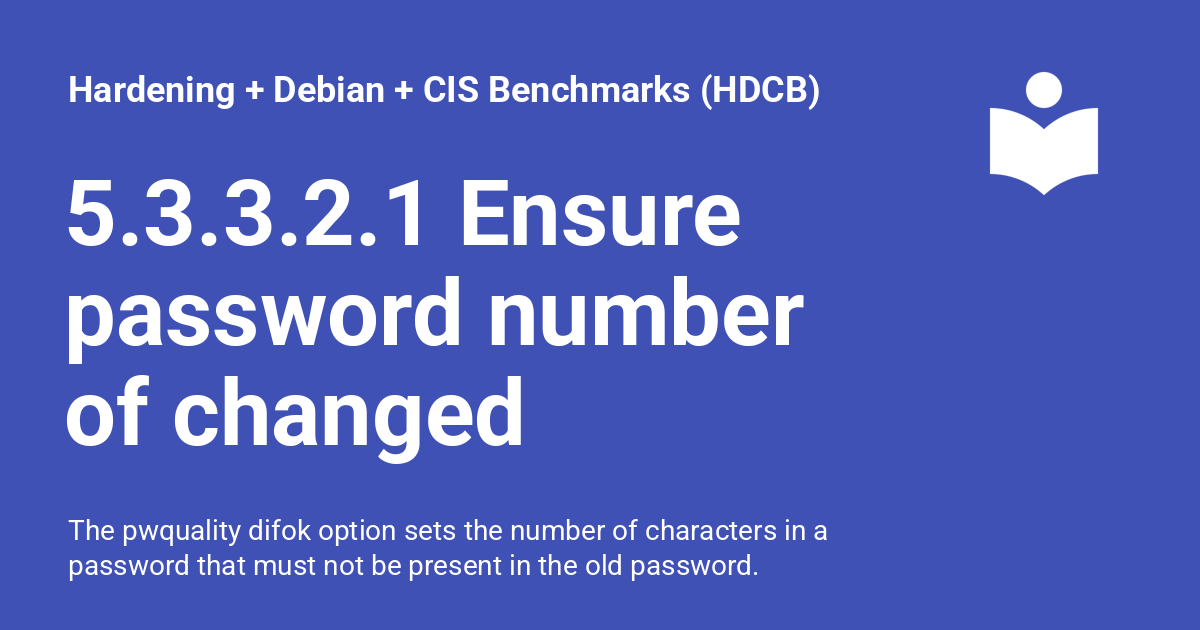 Hardening + Debian + CIS Benchmarks (HDCB)
5.3.3.2.1 Ensure
password number
of changed
The pwquality difok option sets the number of characters in a
password that must not be present in the old password.